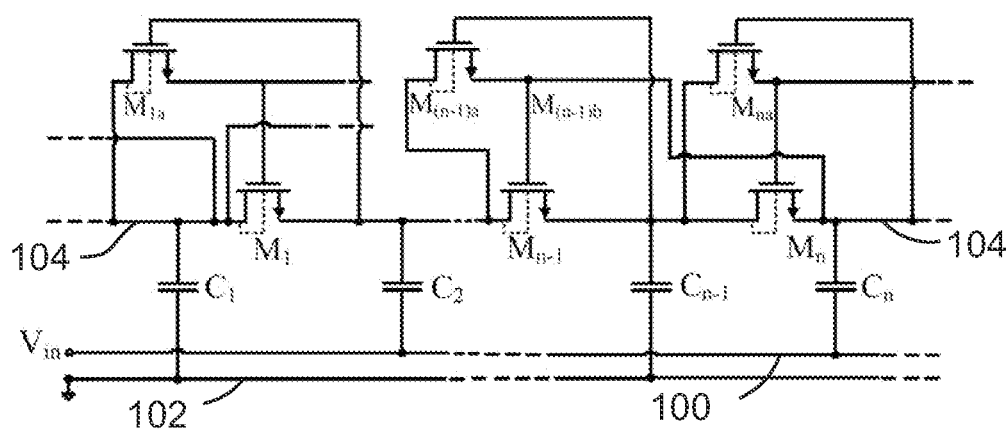 M1a M(n-1)a M(n-1)b Mna
104 M1 Mn-1 Mn 104
C1 C2 Cn-1 Cn
Vin
102 100